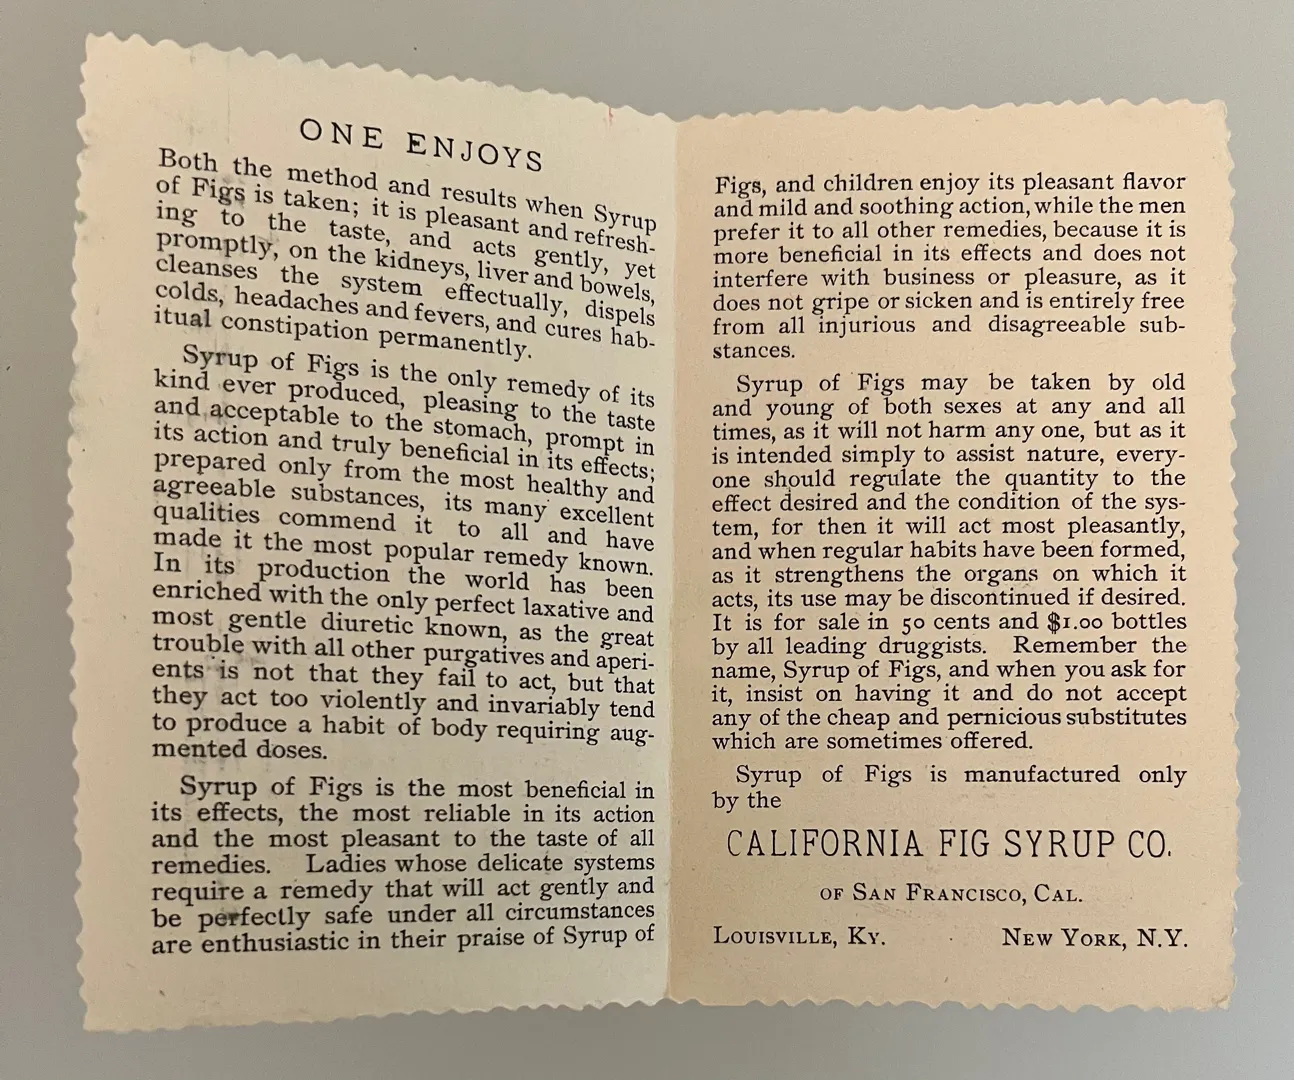 ONE ENJOYS
Both the method and results when Syrup
of Figs is taken; it is pleasant and refresh-
ing to the taste, and acts gently, yet
promptly, on the kidneys, liver and bowels,
cleanses the system effectually, dispels
colds, headaches and fevers, and cures hab-
itual constipation permanently.
Syrup of Figs is the only remedy of its
kind ever produced, pleasing to the taste
and acceptable to the stomach, prompt in
its action and truly beneficial in its effects;
prepared only from the most healthy and
agreeable substances, its many excellent
qualities commend it to all and have
made it the most popular remedy known.
In its production the world has been
enriched with the only perfect laxative and
most gentle diuretic known, as the great
trouble with all other purgatives and aperi-
ents is not that they fail to act, but that
they act too violently and invariably tend
to produce a habit of body requiring aug-
mented doses.
Syrup of Figs is the most beneficial in
its effects, the most reliable in its action
and the most pleasant to the taste of all
remedies. Ladies whose delicate systems
require a remedy that will act gently and
be perfectly safe under all circumstances
are enthusiastic in their praise of Syrup of
Figs, and children enjoy its pleasant flavor
and mild and soothing action, while the men
prefer it to all other remedies, because it is
more beneficial in its effects and does not
interfere with business or pleasure, as it
does not gripe or sicken and is entirely free
from all injurious and disagreeable sub-
stances.
Syrup of Figs may be taken by old
and young of both sexes at any and all
times, as it will not harm any one, but as it
is intended simply to assist nature, every-
one should regulate the quantity to the
effect desired and the condition of the sys-
tem, for then it will act most pleasantly,
and when regular habits have been formed,
as it strengthens the organs on which it
acts, its use may be discontinued if desired.
It is for sale in 50 cents and $1.00 bottles
by all leading druggists. Remember the
name, Syrup of Figs, and when you ask for
it, insist on having it and do not accept
any of the cheap and pernicious substitutes
which are sometimes offered.
Syrup of Figs is manufactured only
by the
CALIFORNIA FIG SYRUP CO.
OF SAN FRANCISCO, CAL.
LOUISVILLE, KY. NEW YORK, N.Y.